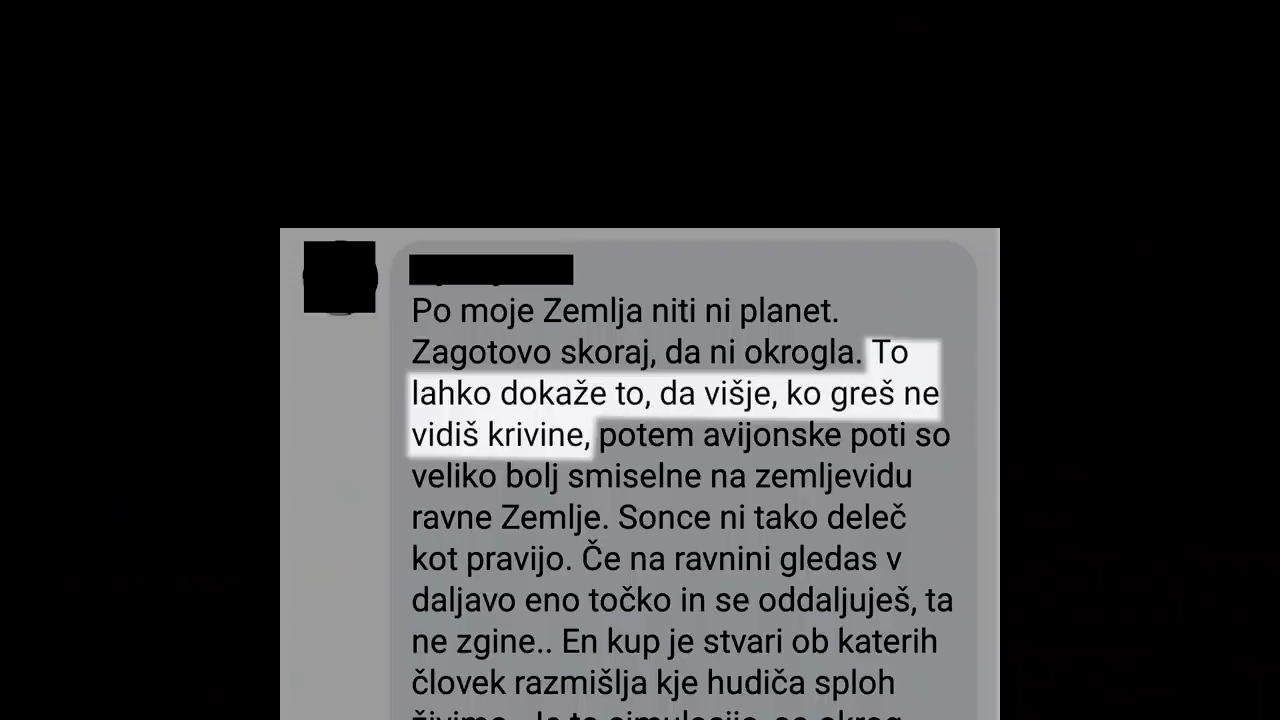 Po moje Zemlja niti ni planet.
Zagotovo skoraj, da ni okrogla. To
lahko dokaže to, da višje, ko greš ne
vidiš krivine, potem avijonske poti so
veliko bolj smiselne na zemljevidu
ravne Zemlje. Sonce ni tako deleč
kot pravijo. Če na ravnini gledas v
daljavo eno točko in se oddaljuješ, ta
ne zgine.. En kup je stvari ob katerih
človek razmišlja kje hudiča sploh